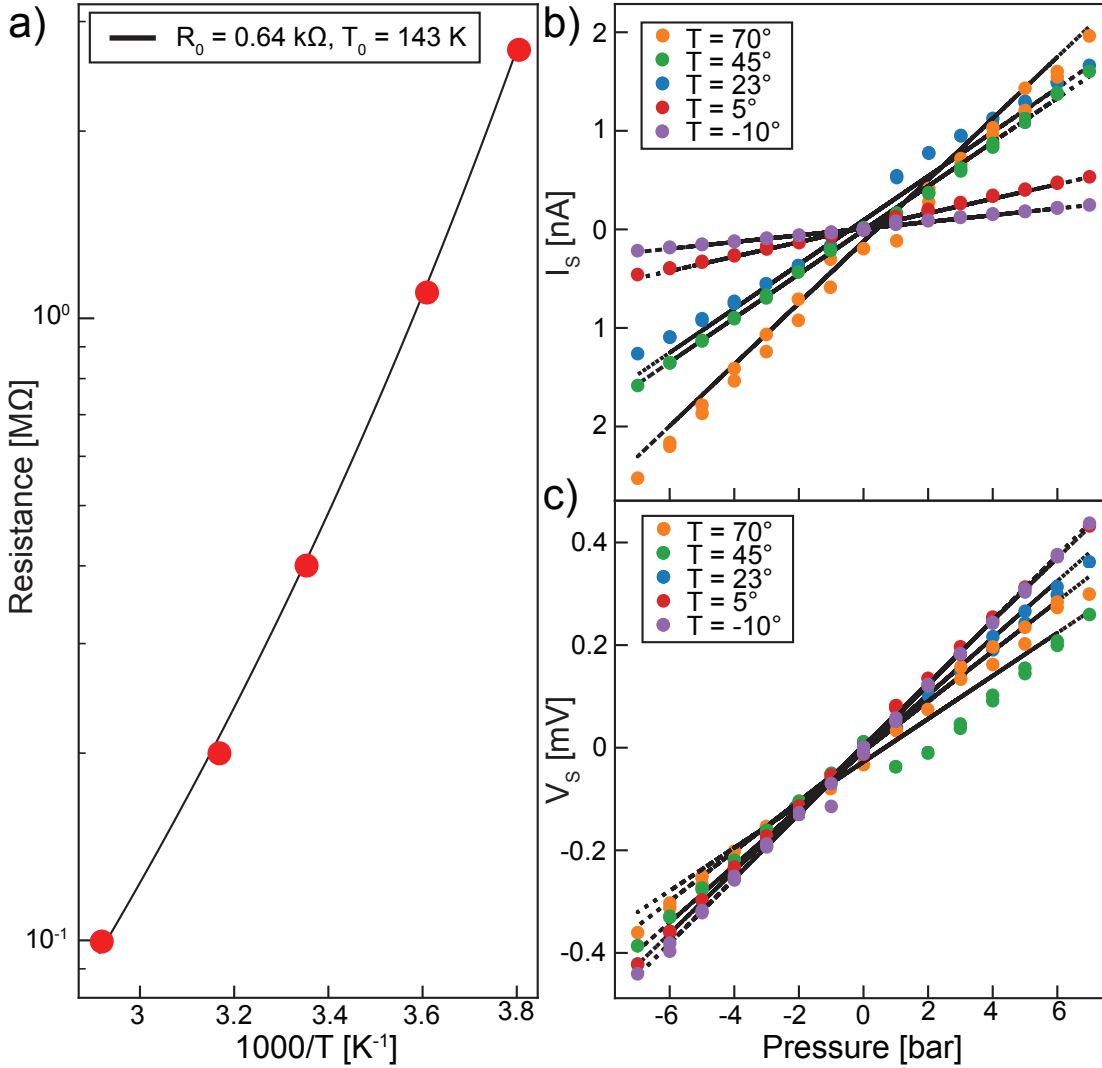 a)
R₀ = 0.64 kΩ, T₀ = 143 K
10⁰
10⁻¹
Resistance [MΩ]
3
3.2
3.4
3.6
3.8
1000/T [K⁻¹]
b)
T = 70°
T = 45°
T = 23°
T = 5°
T = -10°
2
1
0
1
2
I_S [nA]
c)
T = 70°
T = 45°
T = 23°
T = 5°
T = -10°
0.4
0.2
0
-0.2
-0.4
V_S [mV]
-6
-4
-2
0
2
4
6
Pressure [bar]